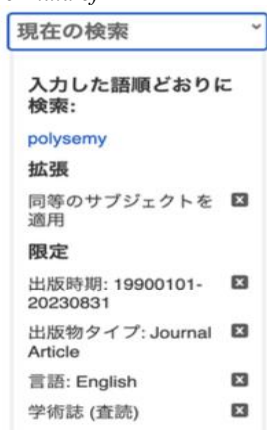 現在の検索
入力した語順どおりに
検索:
polysemy
拡張
同等のサブジェクトを
適用
限定
出版時期: 19900101-
20230831
出版物タイプ: Journal
Article
言語: English
学術誌 (査読)